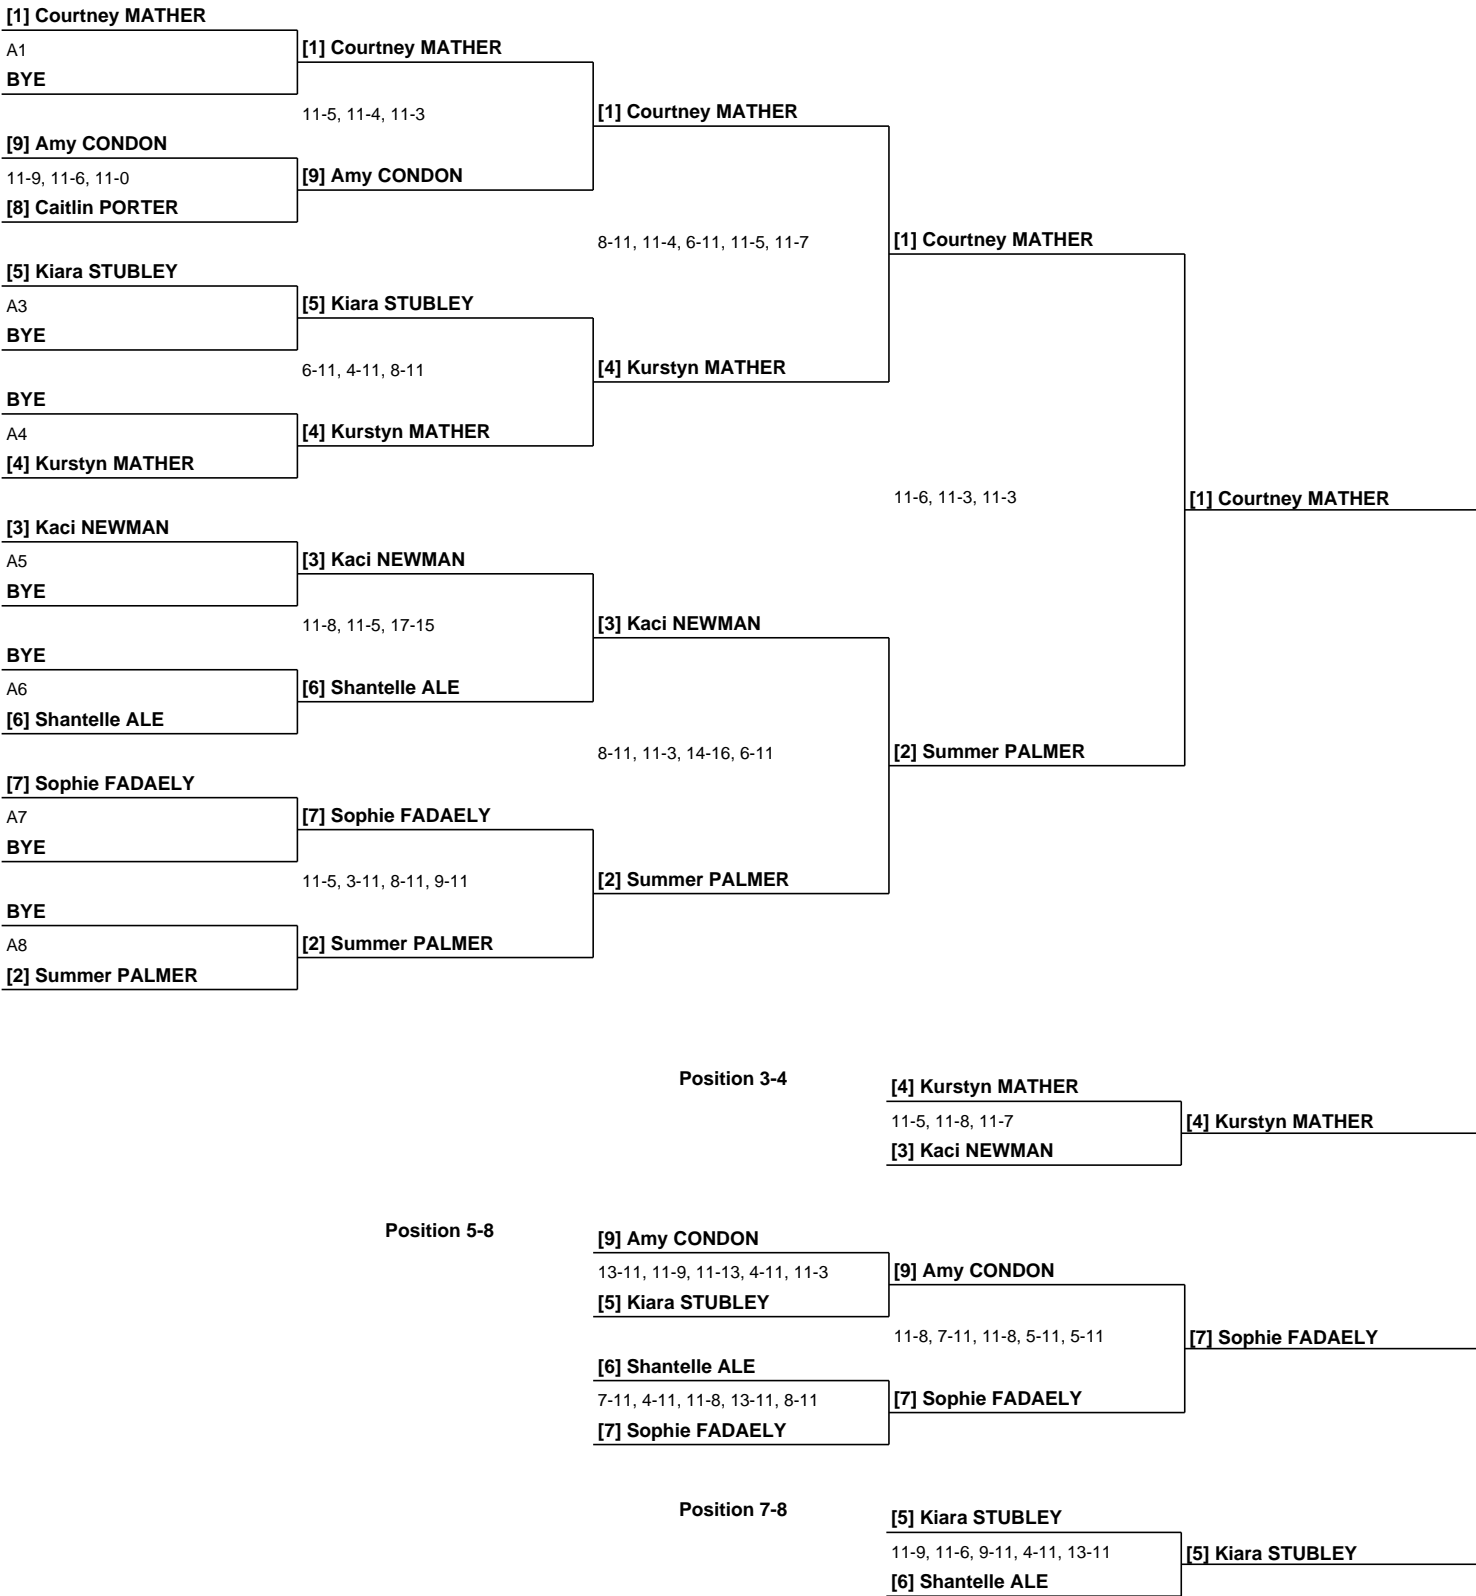 [1] Courtney MATHER
A1
BYE
[1] Courtney MATHER
11-5, 11-4, 11-3
[1] Courtney MATHER
[9] Amy CONDON
11-9, 11-6, 11-0
[8] Caitlin PORTER
[9] Amy CONDON
8-11, 11-4, 6-11, 11-5, 11-7
[1] Courtney MATHER
[5] Kiara STUBLEY
A3
BYE
[5] Kiara STUBLEY
6-11, 4-11, 8-11
[4] Kurstyn MATHER
BYE
A4
[4] Kurstyn MATHER
[4] Kurstyn MATHER
11-6, 11-3, 11-3
[1] Courtney MATHER
[3] Kaci NEWMAN
A5
BYE
[3] Kaci NEWMAN
11-8, 11-5, 17-15
[3] Kaci NEWMAN
BYE
A6
[6] Shantelle ALE
[6] Shantelle ALE
8-11, 11-3, 14-16, 6-11
[2] Summer PALMER
[7] Sophie FADAELY
A7
BYE
[7] Sophie FADAELY
11-5, 3-11, 8-11, 9-11
[2] Summer PALMER
BYE
A8
[2] Summer PALMER
[2] Summer PALMER
Position 3-4
[4] Kurstyn MATHER
11-5, 11-8, 11-7
[3] Kaci NEWMAN
[4] Kurstyn MATHER
Position 5-8
[9] Amy CONDON
13-11, 11-9, 11-13, 4-11, 11-3
[5] Kiara STUBLEY
[9] Amy CONDON
11-8, 7-11, 11-8, 5-11, 5-11
[7] Sophie FADAELY
[6] Shantelle ALE
7-11, 4-11, 11-8, 13-11, 8-11
[7] Sophie FADAELY
[7] Sophie FADAELY
Position 7-8
[5] Kiara STUBLEY
11-9, 11-6, 9-11, 4-11, 13-11
[6] Shantelle ALE
[5] Kiara STUBLEY